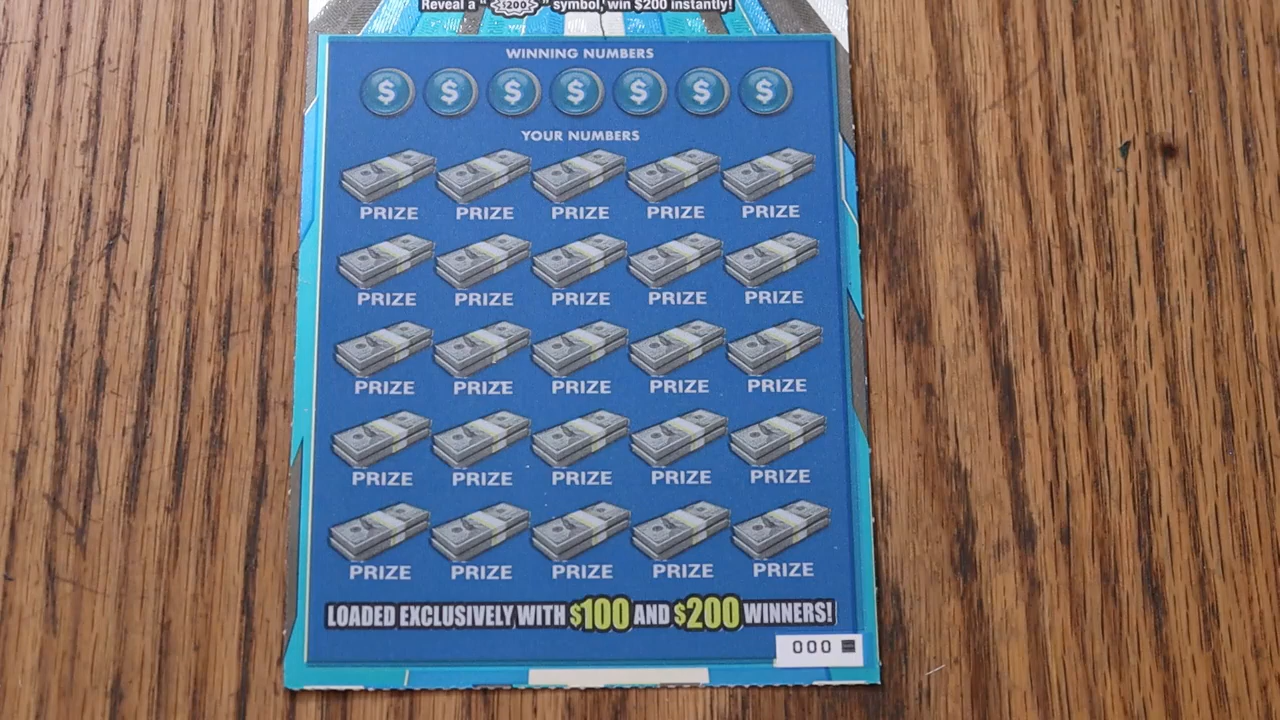 Reveal a " $200 " symbol, win $200 instantly!
WINNING NUMBERS
$ $ $ $ $ $ $
YOUR NUMBERS
PRIZE PRIZE PRIZE PRIZE PRIZE
PRIZE PRIZE PRIZE PRIZE PRIZE
PRIZE PRIZE PRIZE PRIZE PRIZE
PRIZE PRIZE PRIZE PRIZE PRIZE
PRIZE PRIZE PRIZE PRIZE PRIZE
LOADED EXCLUSIVELY WITH $100 AND $200 WINNERS!
000